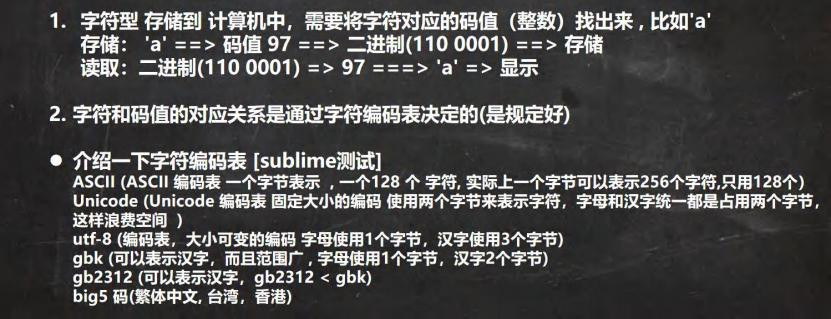 1. 字符型 存储到 计算机中，需要将字符对应的码值（整数）找出来 , 比如'a'
存储： 'a' ==> 码值 97 ==> 二进制(110 0001) ==> 存储
读取：二进制(110 0001) => 97 ===> 'a' => 显示
2. 字符和码值的对应关系是通过字符编码表决定的(是规定好)
● 介绍一下字符编码表 [sublime测试]
ASCII (ASCII 编码表 一个字节表示 , 一个128 个 字符, 实际上一个字节可以表示256个字符,只用128个)
Unicode (Unicode 编码表 固定大小的编码 使用两个字节来表示字符，字母和汉字统一都是占用两个字节,
这样浪费空间 )
utf-8 (编码表，大小可变的编码 字母使用1个字节，汉字使用3个字节)
gbk (可以表示汉字，而且范围广 , 字母使用1个字节，汉字2个字节)
gb2312 (可以表示汉字，gb2312 < gbk)
big5 码(繁体中文, 台湾，香港)